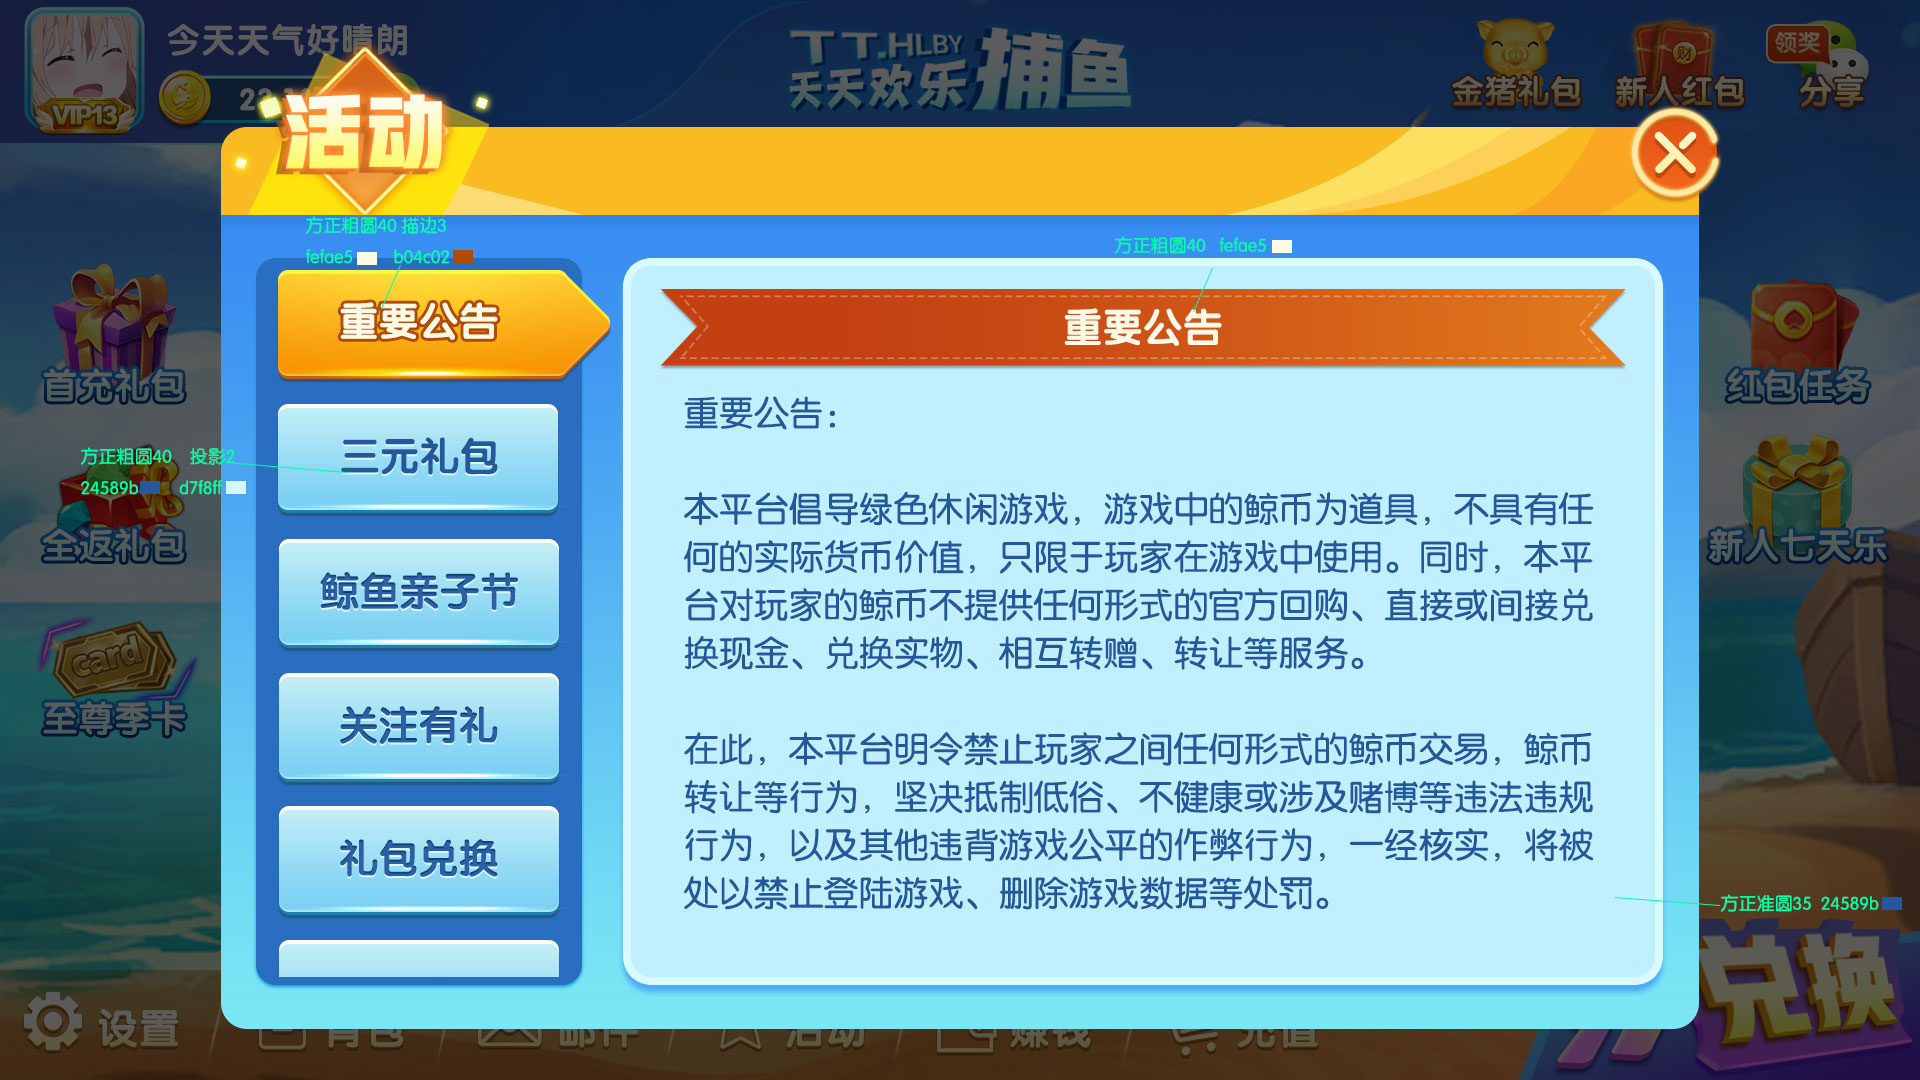 今天天气好晴朗
VIP13
TT.HLBY
天天欢乐捕鱼
金猪礼包
新人红包
领奖
分享
活动
方正粗圆40 描边3
fefae5 b04c02
方正粗圆40 fefae5
重要公告
三元礼包
鲸鱼亲子节
关注有礼
礼包兑换
重要公告
重要公告：
本平台倡导绿色休闲游戏，游戏中的鲸币为道具，不具有任
何的实际货币价值，只限于玩家在游戏中使用。同时，本平
台对玩家的鲸币不提供任何形式的官方回购、直接或间接兑
换现金、兑换实物、相互转赠、转让等服务。
在此，本平台明令禁止玩家之间任何形式的鲸币交易，鲸币
转让等行为，坚决抵制低俗、不健康或涉及赌博等违法违规
行为，以及其他违背游戏公平的作弊行为，一经核实，将被
处以禁止登陆游戏、删除游戏数据等处罚。
首充礼包
方正粗圆40 投影2
24589b d7f8ff
全返礼包
card
至尊季卡
红包任务
新人七天乐
方正准圆35 24589b
兑换
设置
背包
邮件
活动
赚钱
充值